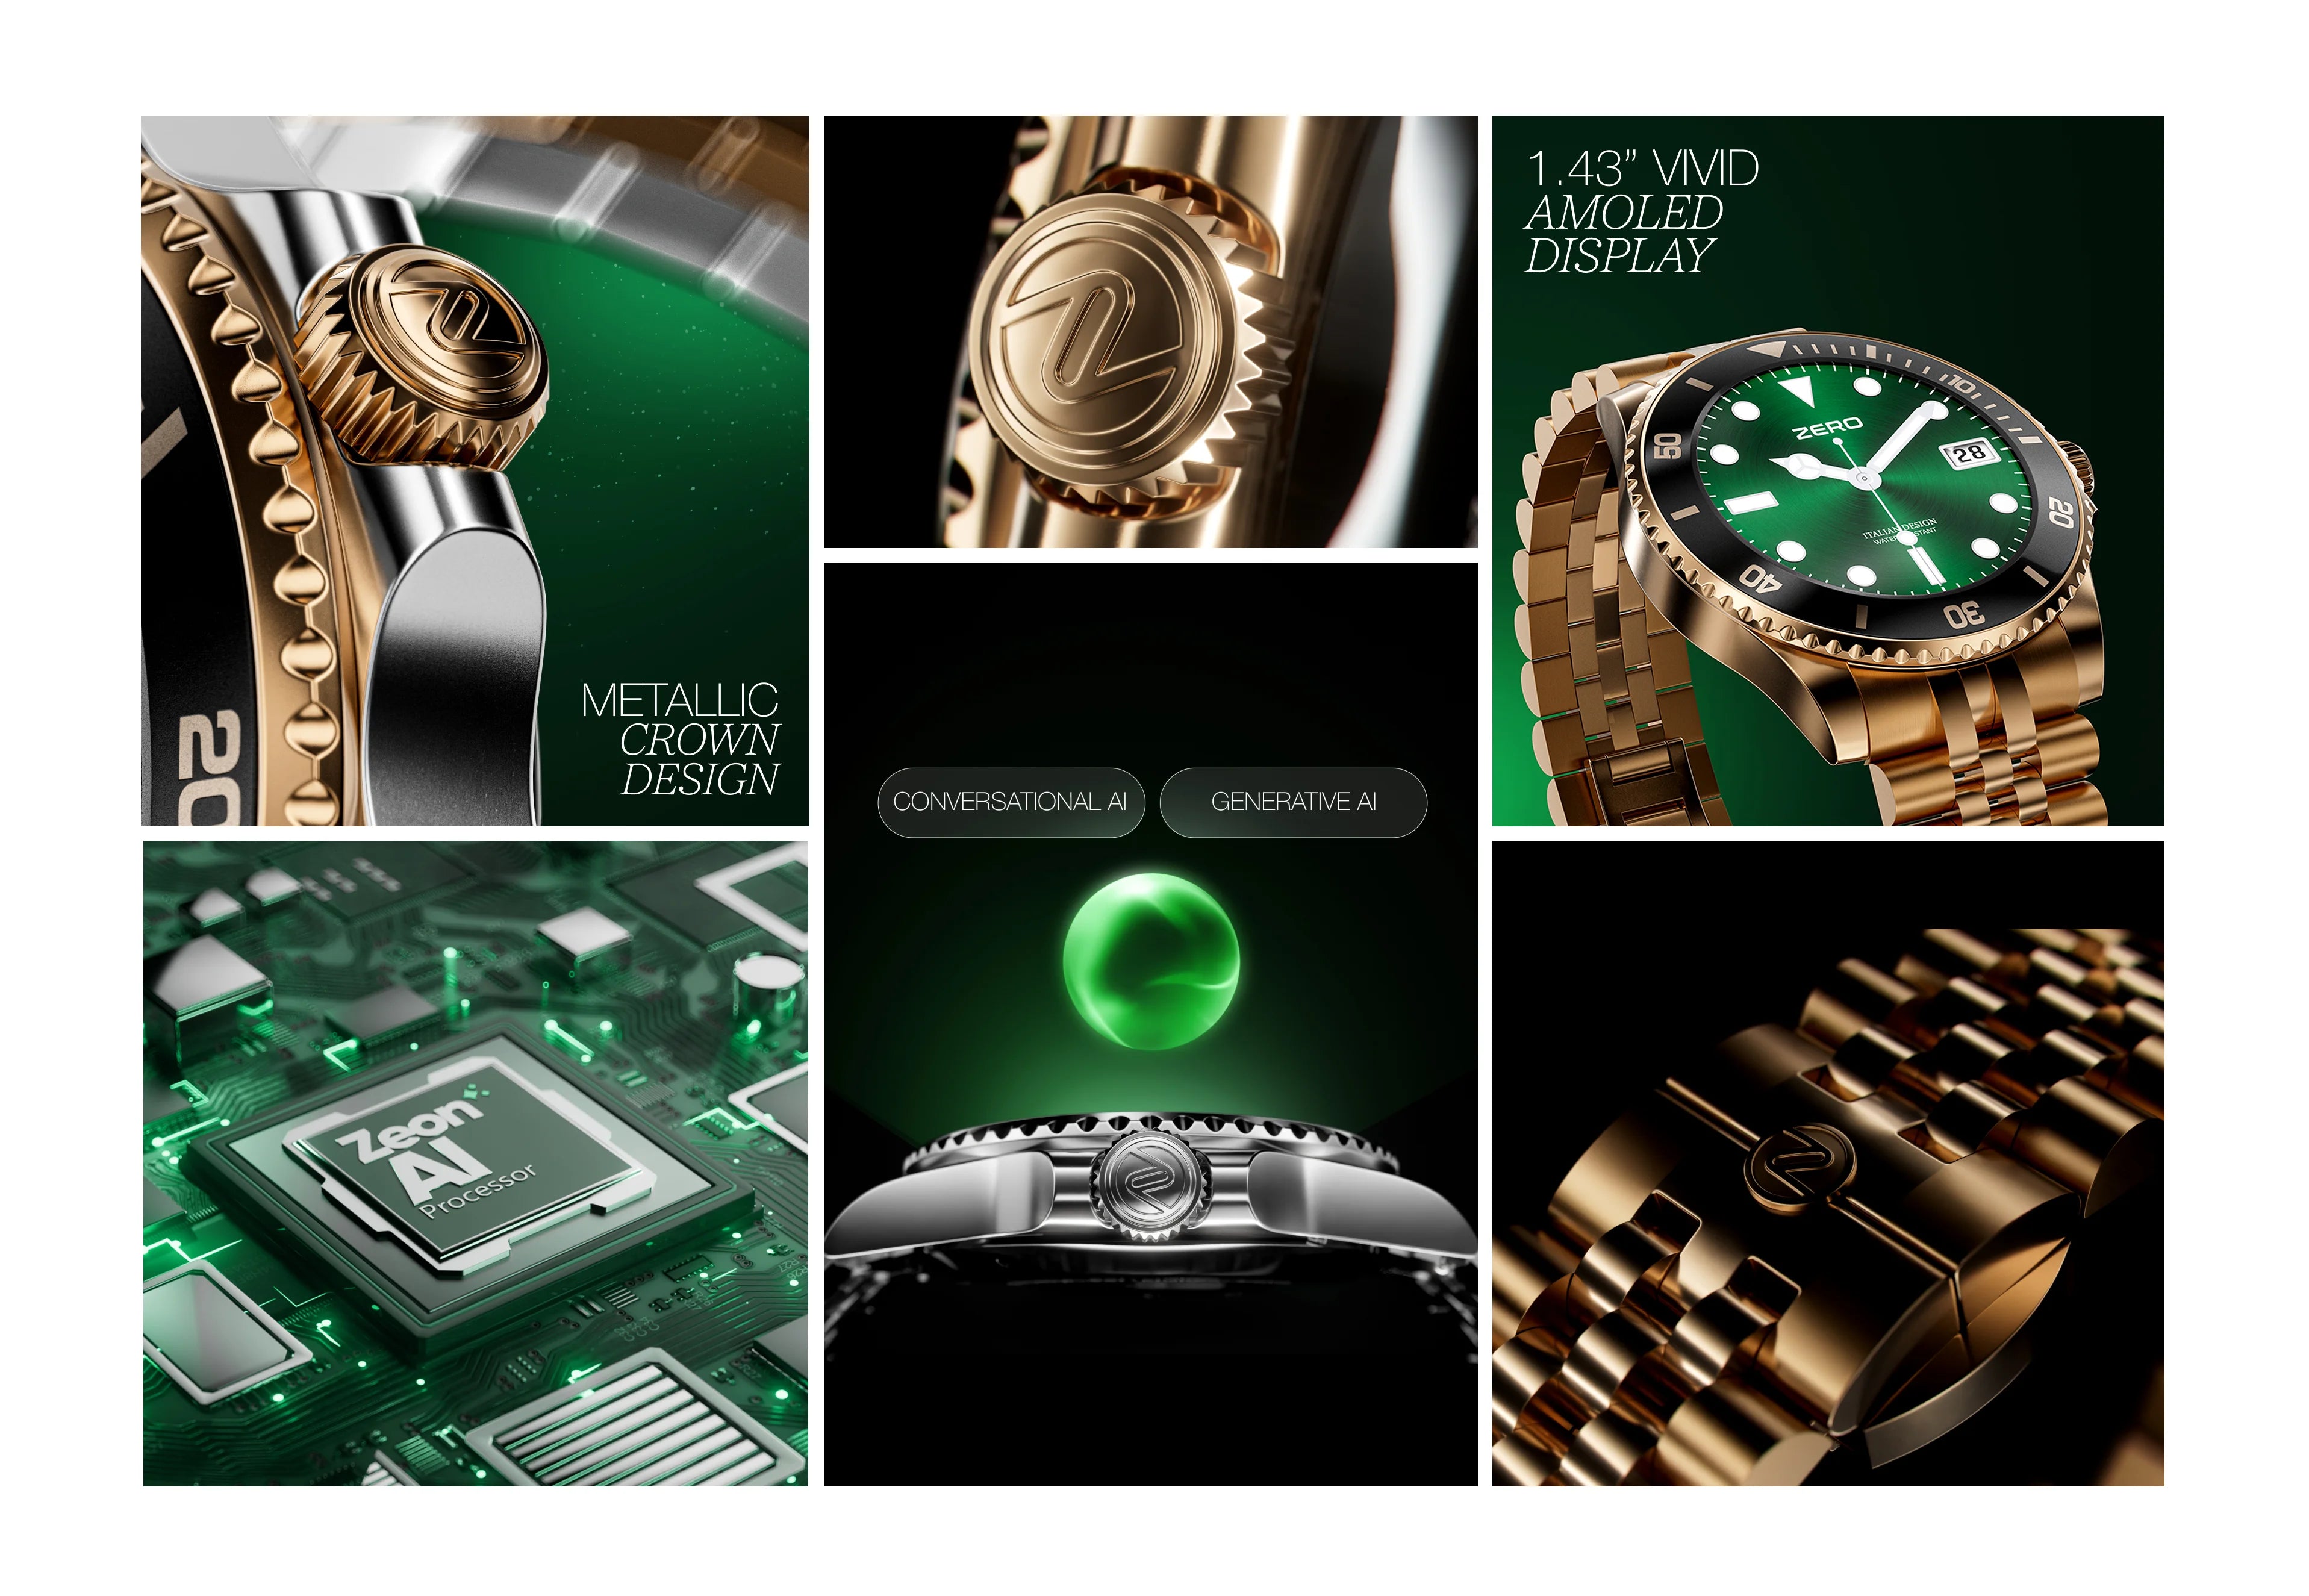 METALLIC
CROWN
DESIGN
20
1.43” VIVID
AMOLED
DISPLAY
10
ZERO
50
28
20
ITALIAN DESIGN
40
30
CONVERSATIONAL AI
GENERATIVE AI
Zeon
AI
Processor